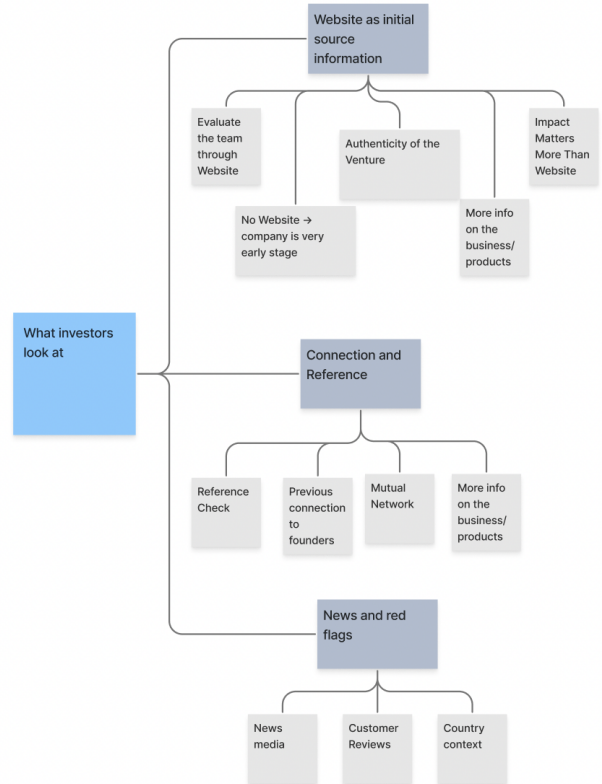 Website as initial
source
information
Evaluate
the team
through
Website
No Website →
company is very
early stage
Authenticity of the
Venture
More info
on the
business/
products
Impact
Matters
More Than
Website
What investors
look at
Connection and
Reference
Reference
Check
Previous
connection
to
founders
Mutual
Network
More info
on the
business/
products
News and red
flags
News
media
Customer
Reviews
Country
context